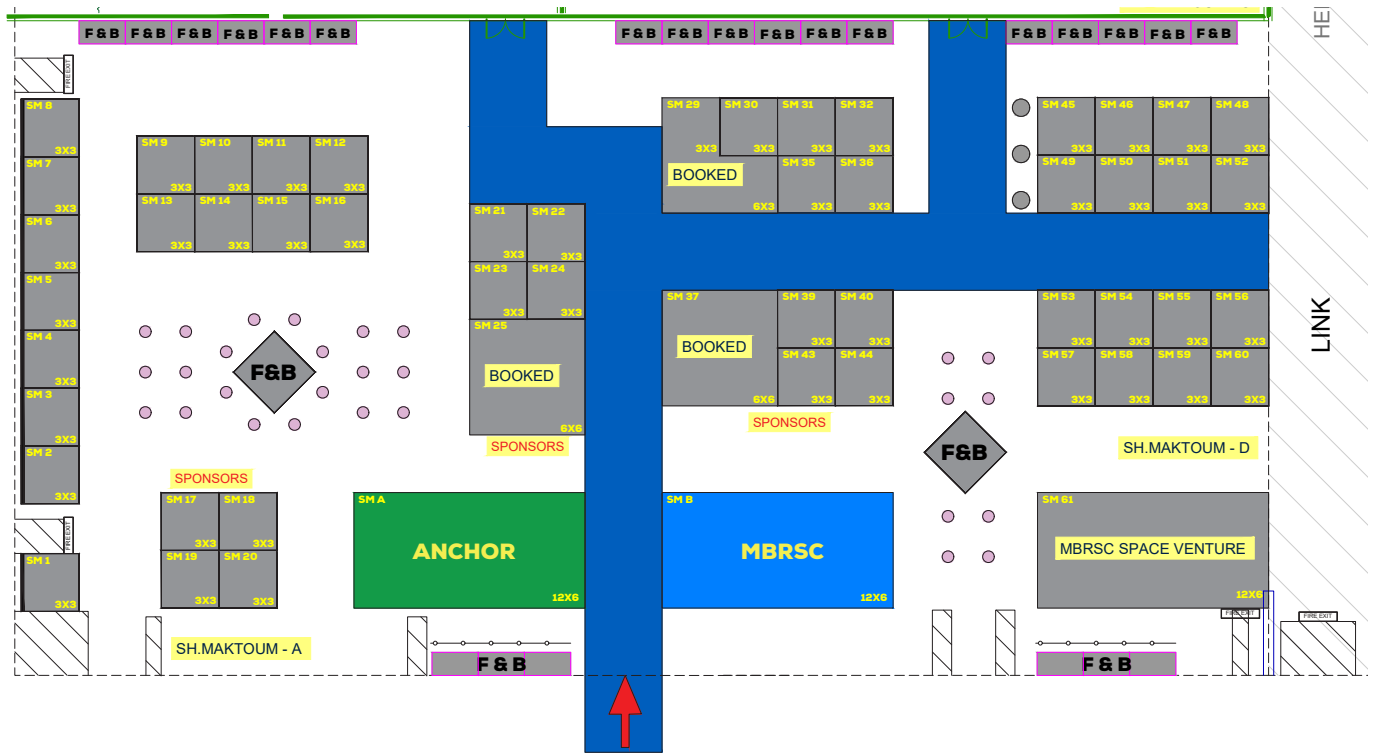 F & B F & B F & B F & B F & B F & B
F & B F & B F & B F & B F & B F & B
F & B F & B F & B F & B F & B
HE
FIRE EXIT
SM 8
3X3
SM 7
3X3
SM 6
3X3
SM 5
3X3
SM 4
3X3
SM 3
3X3
SM 2
3X3
FIRE EXIT
SM 1
3X3
SM 9 SM 10 SM 11 SM 12
3X3 3X3 3X3 3X3
SM 13 SM 14 SM 15 SM 16
3X3 3X3 3X3 3X3
F&B
SPONSORS
SM 17 SM 18
3X3 3X3
SM 19 SM 20
3X3 3X3
SH.MAKTOUM - A
SM 21 SM 22
3X3 3X3
SM 23 SM 24
3X3 3X3
SM 25
BOOKED
6X6
SPONSORS
SM A
ANCHOR
12X6
F & B
SM 29 SM 30 SM 31 SM 32
3X3 3X3 3X3
BOOKED
SM 35 SM 36
6X3 3X3 3X3
SM 37 SM 39 SM 40
3X3 3X3
BOOKED
SM 43 SM 44
6X6 3X3 3X3
SPONSORS
SM B
MBRSC
12X6
F&B
SM 45 SM 46 SM 47 SM 48
3X3 3X3 3X3 3X3
SM 49 SM 50 SM 51 SM 52
3X3 3X3 3X3 3X3
SM 53 SM 54 SM 55 SM 56
3X3 3X3 3X3 3X3
SM 57 SM 58 SM 59 SM 60
3X3 3X3 3X3 3X3
SH.MAKTOUM - D
SM 61
MBRSC SPACE VENTURE
12X6
FIRE EXIT
FIRE EXIT
F & B
LINK